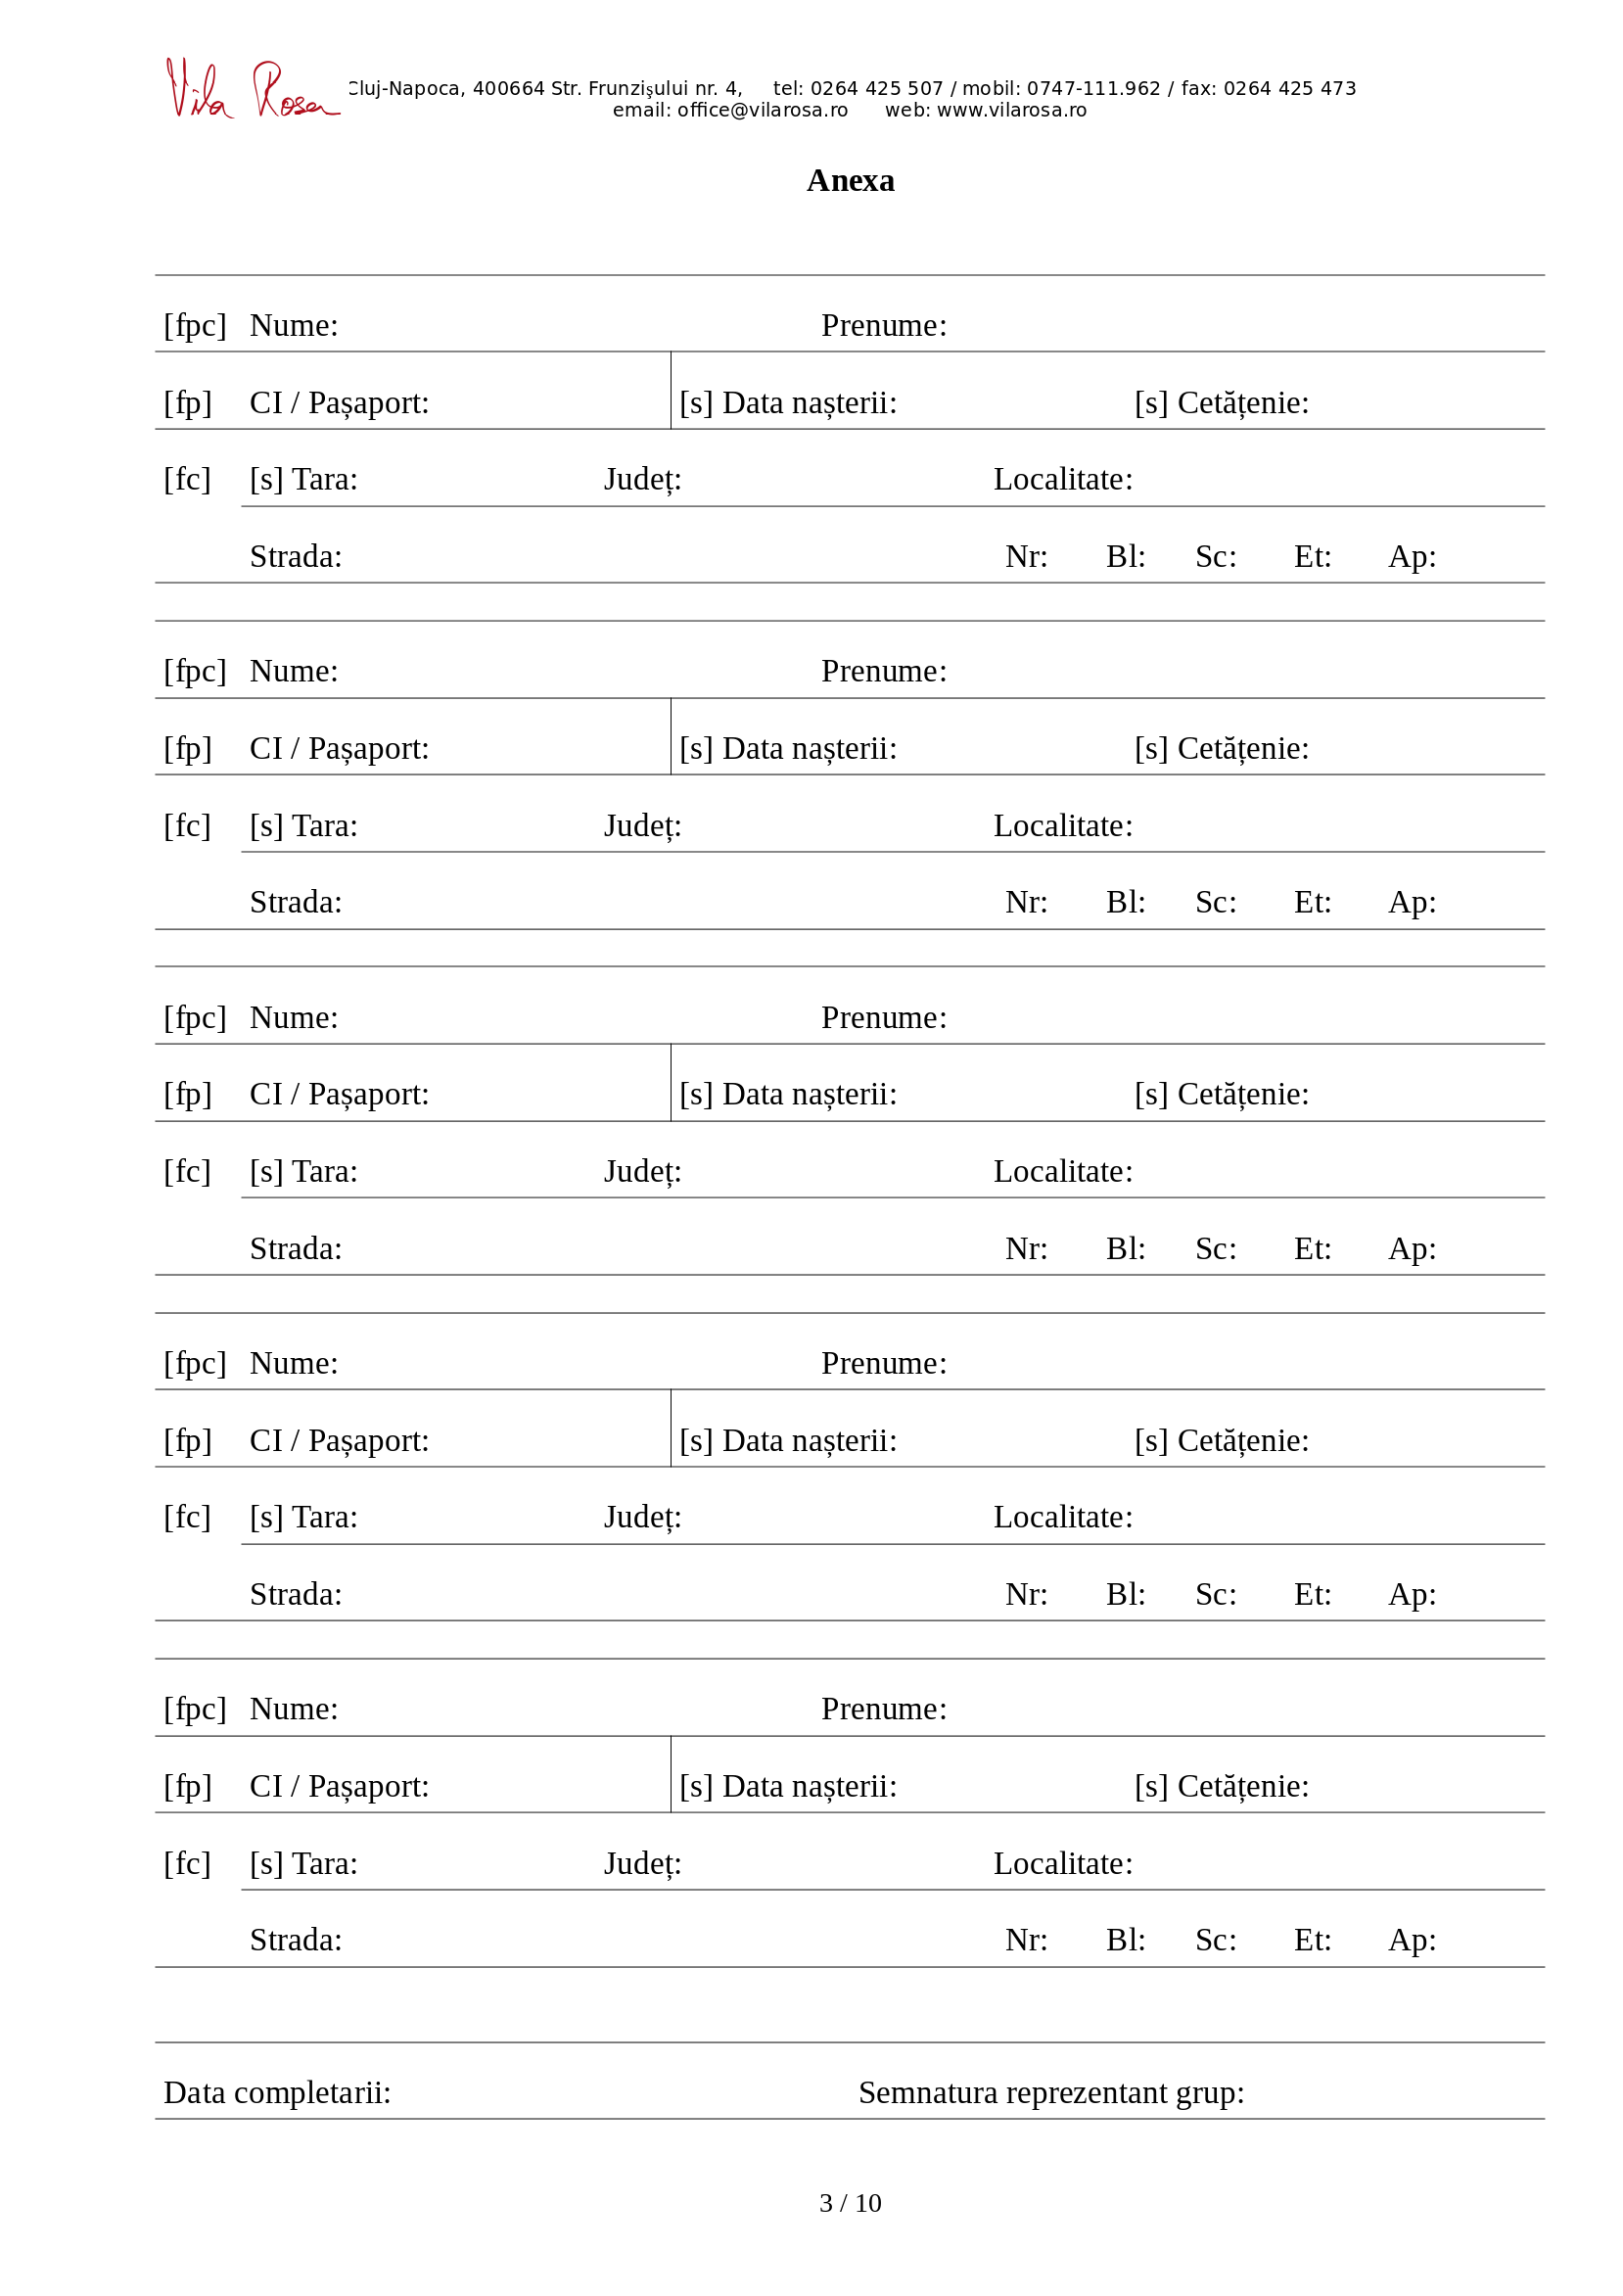 Vila Rosa
Cluj-Napoca, 400664 Str. Frunzişului nr. 4, tel: 0264 425 507 / mobil: 0747-111.962 / fax: 0264 425 473
email: office@vilarosa.ro web: www.vilarosa.ro
Anexa
[fpc] Nume: Prenume:
[fp] CI / Pașaport: [s] Data nașterii: [s] Cetățenie:
[fc] [s] Tara: Județ: Localitate:
Strada: Nr: Bl: Sc: Et: Ap:
[fpc] Nume: Prenume:
[fp] CI / Pașaport: [s] Data nașterii: [s] Cetățenie:
[fc] [s] Tara: Județ: Localitate:
Strada: Nr: Bl: Sc: Et: Ap:
[fpc] Nume: Prenume:
[fp] CI / Pașaport: [s] Data nașterii: [s] Cetățenie:
[fc] [s] Tara: Județ: Localitate:
Strada: Nr: Bl: Sc: Et: Ap:
[fpc] Nume: Prenume:
[fp] CI / Pașaport: [s] Data nașterii: [s] Cetățenie:
[fc] [s] Tara: Județ: Localitate:
Strada: Nr: Bl: Sc: Et: Ap:
[fpc] Nume: Prenume:
[fp] CI / Pașaport: [s] Data nașterii: [s] Cetățenie:
[fc] [s] Tara: Județ: Localitate:
Strada: Nr: Bl: Sc: Et: Ap:
Data completarii: Semnatura reprezentant grup:
3 / 10